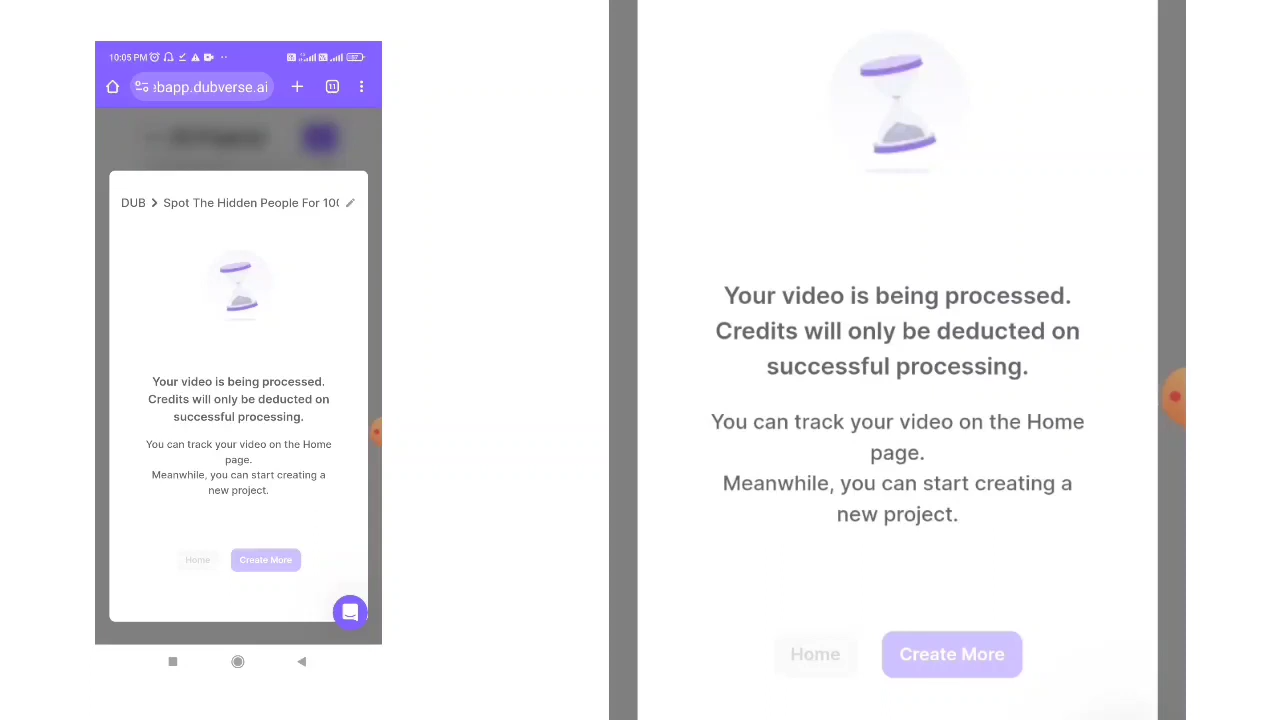 10:05 PM
ebapp.dubverse.ai
11
DUB > Spot The Hidden People For 100
Your video is being processed.
Credits will only be deducted on
successful processing.
You can track your video on the Home
page.
Meanwhile, you can start creating a
new project.
Home
Create More
Your video is being processed.
Credits will only be deducted on
successful processing.
You can track your video on the Home
page.
Meanwhile, you can start creating a
new project.
Home
Create More